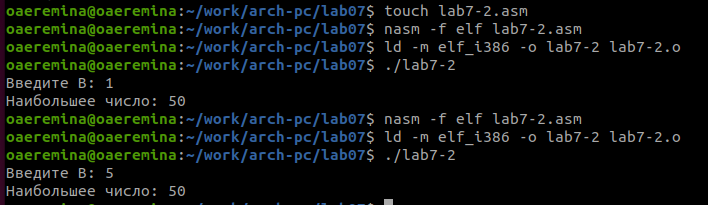 oaeremina@oaeremina:~/work/arch-pc/lab07$ touch lab7-2.asm
oaeremina@oaeremina:~/work/arch-pc/lab07$ nasm -f elf lab7-2.asm
oaeremina@oaeremina:~/work/arch-pc/lab07$ ld -m elf_i386 -o lab7-2 lab7-2.o
oaeremina@oaeremina:~/work/arch-pc/lab07$ ./lab7-2
Введите В: 1
Наибольшее число: 50
oaeremina@oaeremina:~/work/arch-pc/lab07$ nasm -f elf lab7-2.asm
oaeremina@oaeremina:~/work/arch-pc/lab07$ ld -m elf_i386 -o lab7-2 lab7-2.o
oaeremina@oaeremina:~/work/arch-pc/lab07$ ./lab7-2
Введите В: 5
Наибольшее число: 50
oaeremina@oaeremina:~/work/arch-pc/lab07$